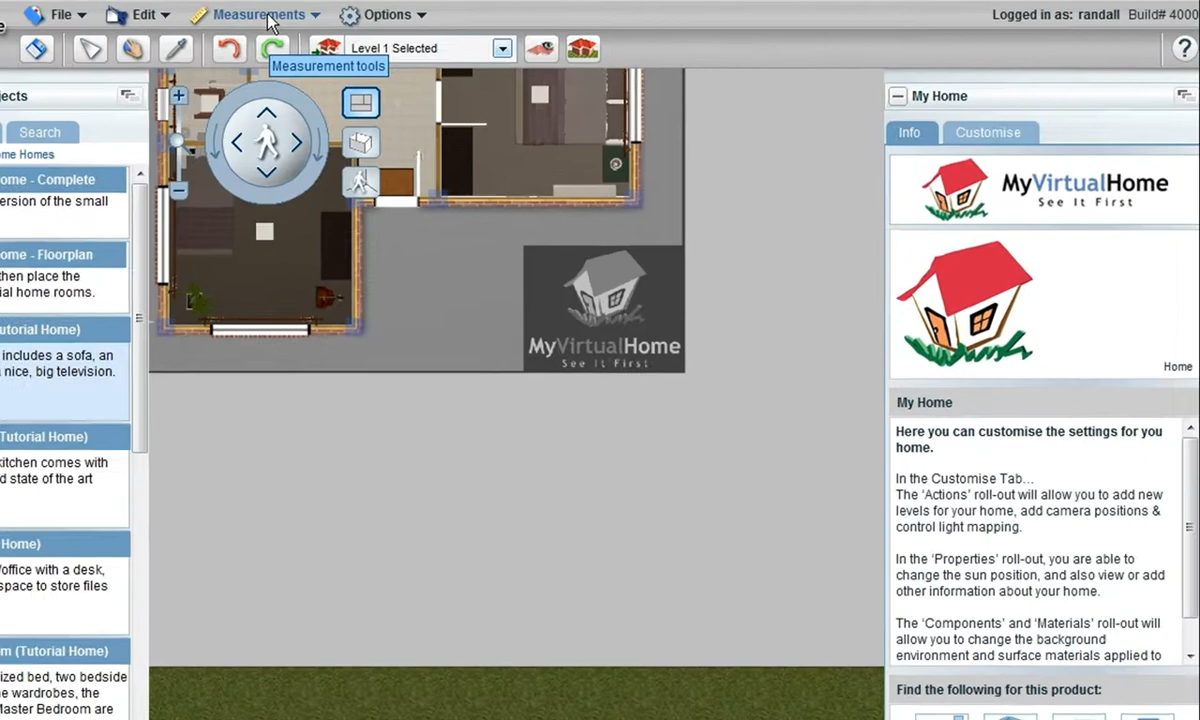 File Edit Measurements Options Logged in as: randall Build# 4000
Level 1 Selected
Measurement tools
jects
Search
ome Homes
ome - Complete
ersion of the small
ome - Floorplan
then place the
ial home rooms.
utorial Home)
includes a sofa, an
nice, big television.
Tutorial Home)
kitchen comes with
d state of the art
Home)
/office with a desk,
space to store files
m (Tutorial Home)
ized bed, two bedside
e wardrobes, the
Master Bedroom are
MyVirtualHome
See It First
My Home
Info Customise
MyVirtualHome
See It First
Home
My Home
Here you can customise the settings for you
home.
In the Customise Tab...
The 'Actions' roll-out will allow you to add new
levels for your home, add camera positions &
control light mapping.
In the 'Properties' roll-out, you are able to
change the sun position, and also view or add
other information about your home.
The 'Components' and 'Materials' roll-out will
allow you to change the background
environment and surface materials applied to
Find the following for this product: